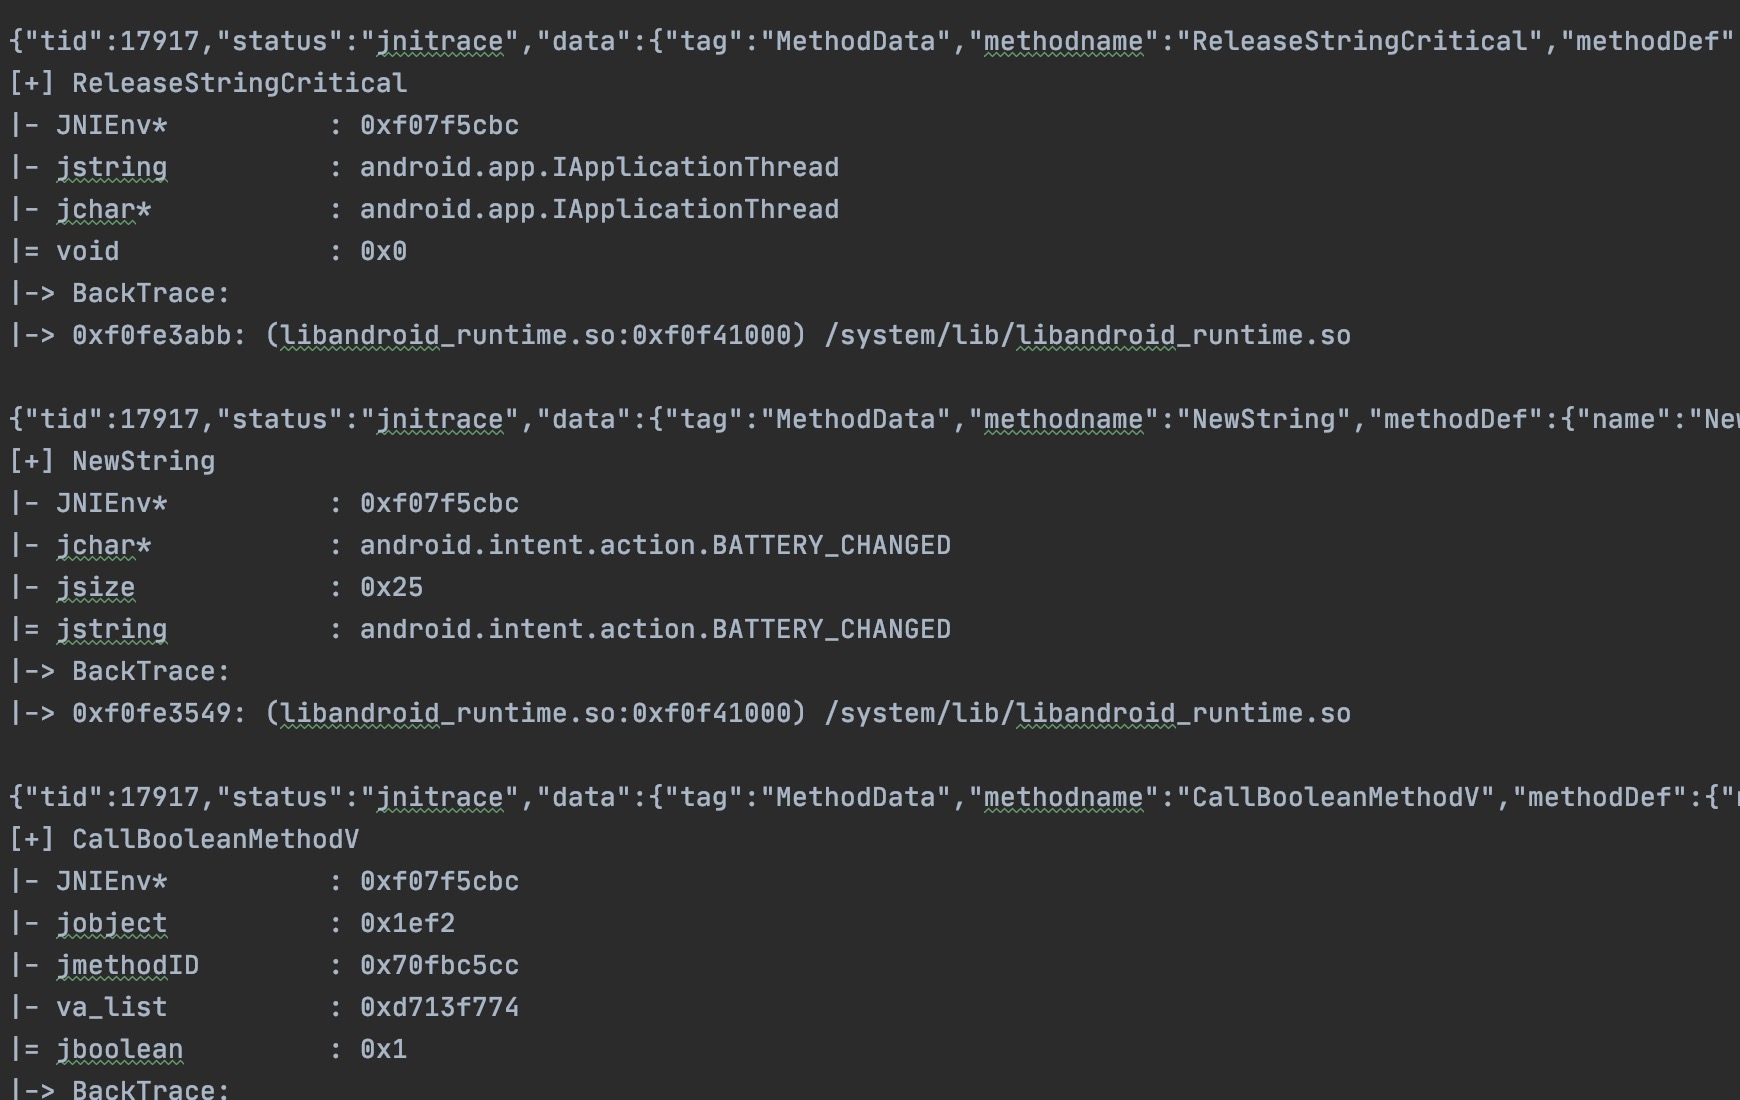 {"tid":17917,"status":"jnitrace","data":{"tag":"MethodData","methodname":"ReleaseStringCritical","methodDef"
[+] ReleaseStringCritical
|- JNIEnv* : 0xf07f5cbc
|- jstring : android.app.IApplicationThread
|- jchar* : android.app.IApplicationThread
|= void : 0x0
|-> BackTrace:
|-> 0xf0fe3abb: (libandroid_runtime.so:0xf0f41000) /system/lib/libandroid_runtime.so
{"tid":17917,"status":"jnitrace","data":{"tag":"MethodData","methodname":"NewString","methodDef":{"name":"New
[+] NewString
|- JNIEnv* : 0xf07f5cbc
|- jchar* : android.intent.action.BATTERY_CHANGED
|- jsize : 0x25
|= jstring : android.intent.action.BATTERY_CHANGED
|-> BackTrace:
|-> 0xf0fe3549: (libandroid_runtime.so:0xf0f41000) /system/lib/libandroid_runtime.so
{"tid":17917,"status":"jnitrace","data":{"tag":"MethodData","methodname":"CallBooleanMethodV","methodDef":{"
[+] CallBooleanMethodV
|- JNIEnv* : 0xf07f5cbc
|- jobject : 0x1ef2
|- jmethodID : 0x70fbc5cc
|- va_list : 0xd713f774
|= jboolean : 0x1
|-> BackTrace: